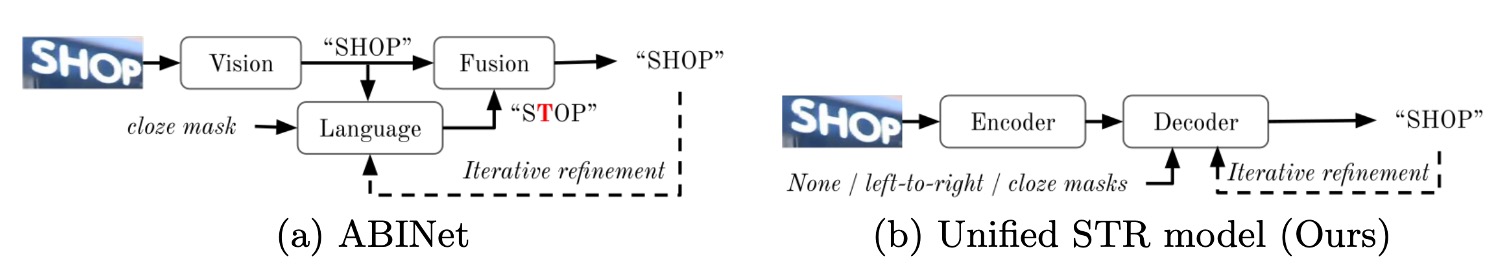 SHOP Vision "SHOP" Fusion "SHOP"
cloze mask Language "STOP"
Iterative refinement
(a) ABINet
SHOP Encoder Decoder "SHOP"
None / left-to-right / cloze masks Iterative refinement
(b) Unified STR model (Ours)